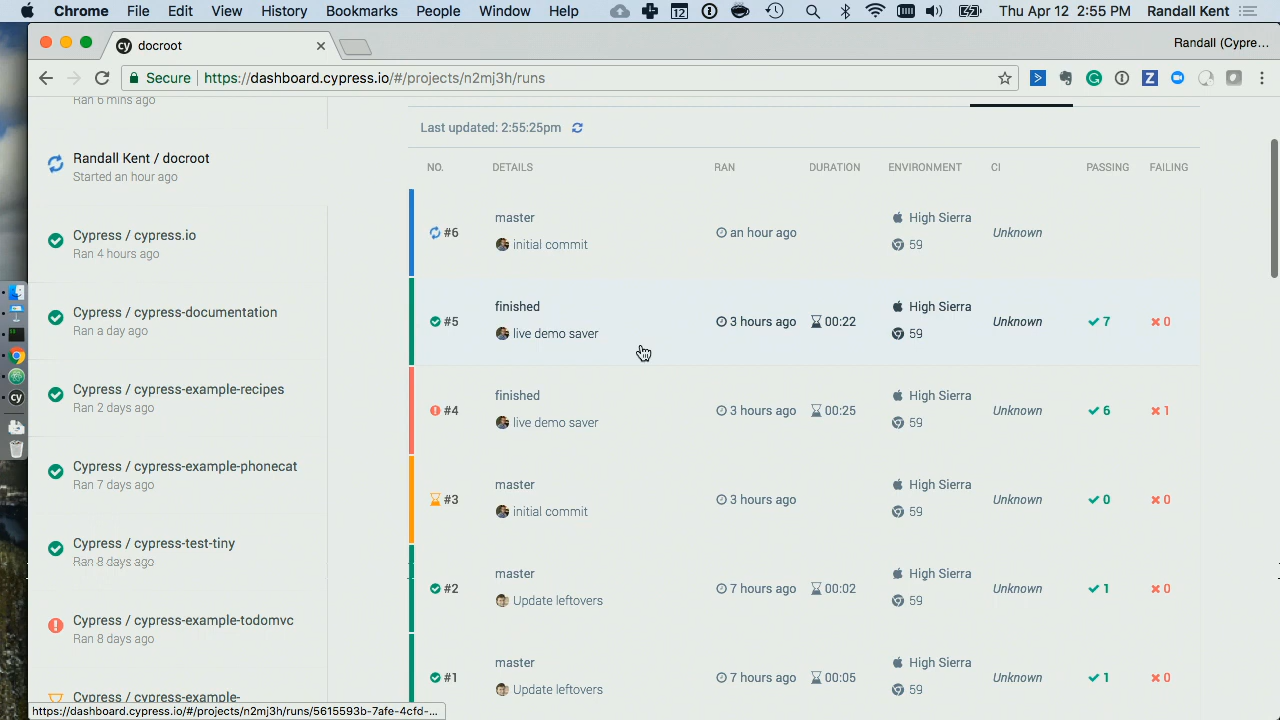 Chrome File Edit View History Bookmarks People Window Help 12 Thu Apr 12 2:55 PM Randall Kent
cy docroot Randall (Cypre...
Secure https://dashboard.cypress.io/#/projects/n2mj3h/runs
Ran 6 mins ago
Randall Kent / docroot
Started an hour ago
Cypress / cypress.io
Ran 4 hours ago
Cypress / cypress-documentation
Ran a day ago
Cypress / cypress-example-recipes
Ran 2 days ago
Cypress / cypress-example-phonecat
Ran 7 days ago
Cypress / cypress-test-tiny
Ran 8 days ago
Cypress / cypress-example-todomvc
Ran 8 days ago
Cypress / cypress-example-
Last updated: 2:55:25pm
NO. DETAILS RAN DURATION ENVIRONMENT CI PASSING FAILING
master High Sierra
#6 an hour ago Unknown
initial commit 59
finished High Sierra
#5 3 hours ago 00:22 Unknown 7 0
live demo saver 59
finished High Sierra
#4 3 hours ago 00:25 Unknown 6 1
live demo saver 59
master High Sierra
#3 3 hours ago Unknown 0 0
initial commit 59
master High Sierra
#2 7 hours ago 00:02 Unknown 1 0
Update leftovers 59
master High Sierra
#1 7 hours ago 00:05 Unknown 1 0
Update leftovers 59
https://dashboard.cypress.io/#/projects/n2mj3h/runs/5615593b-7afe-4cfd-...